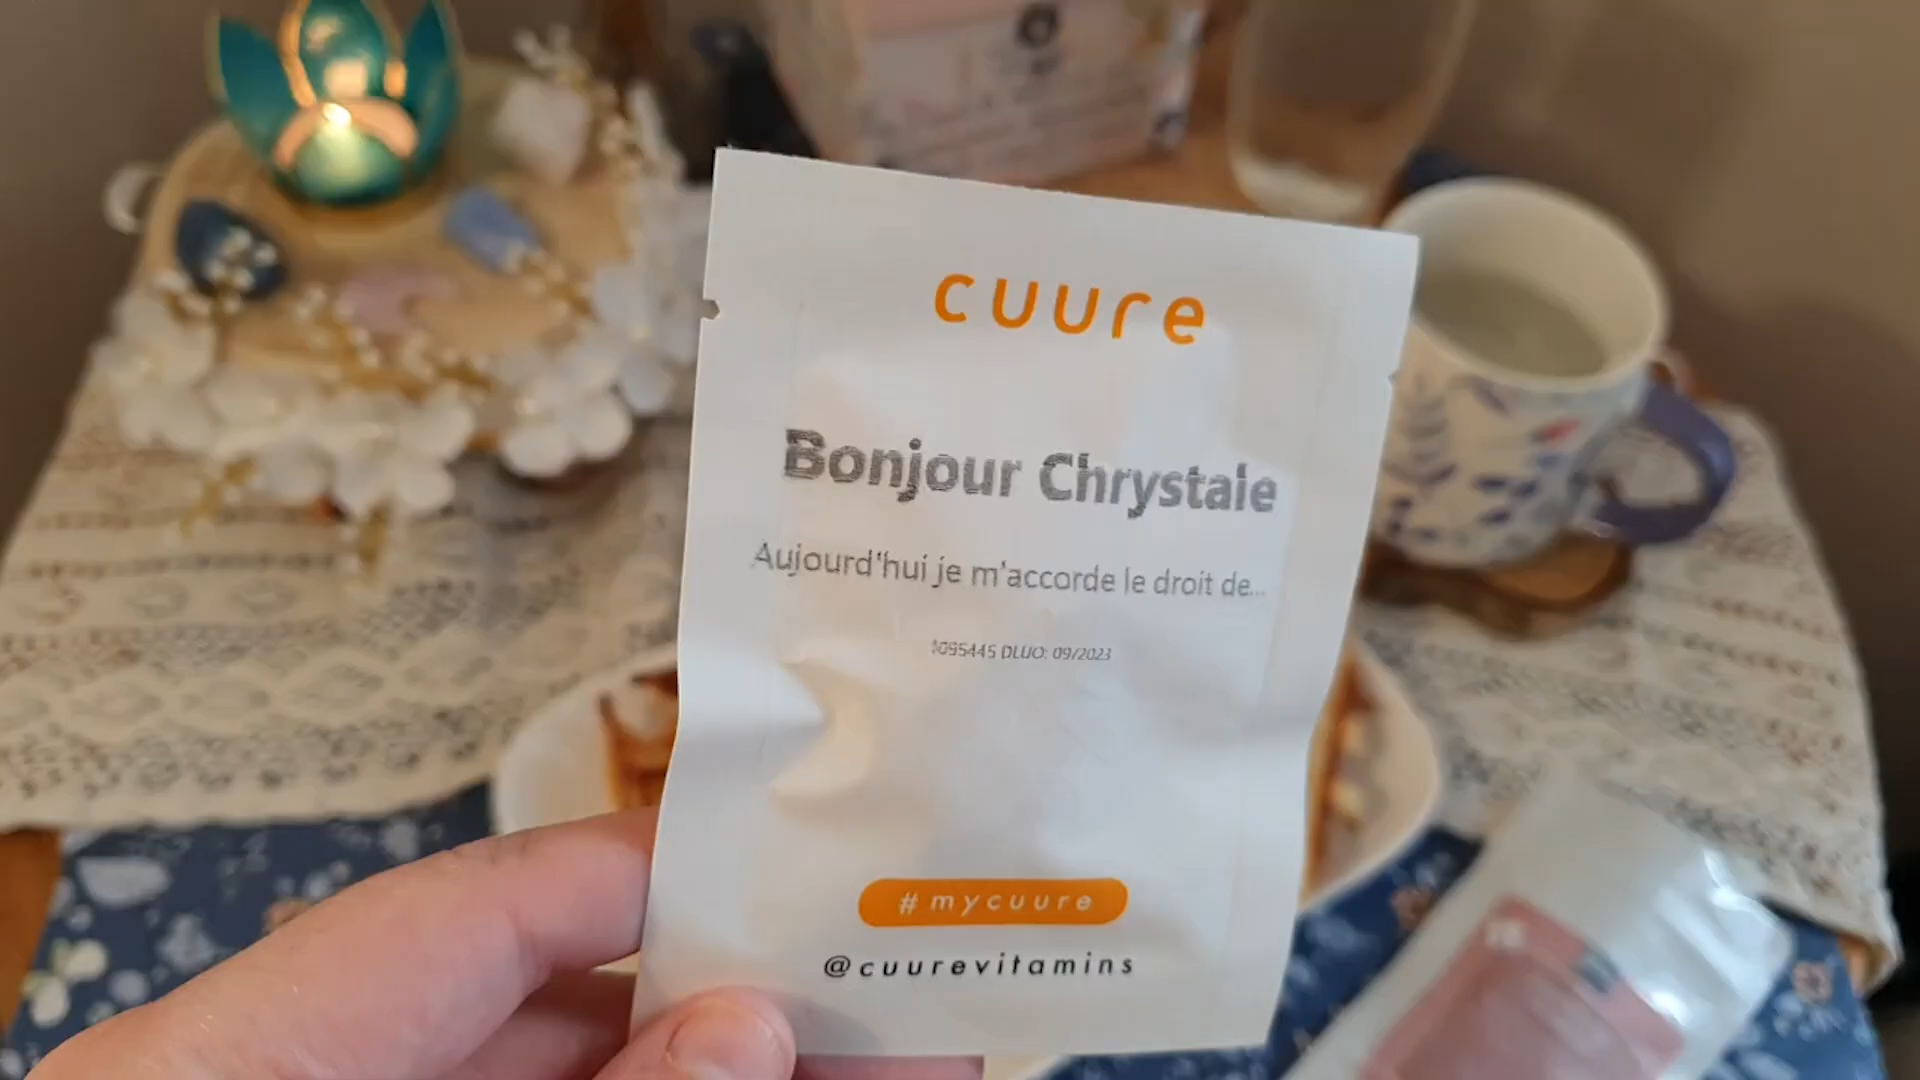 cuure
Bonjour Chrystale
Aujourd'hui je m'accorde le droit de...
1095445 DLUO: 09/2023
#mycuure
@cuurevitamins